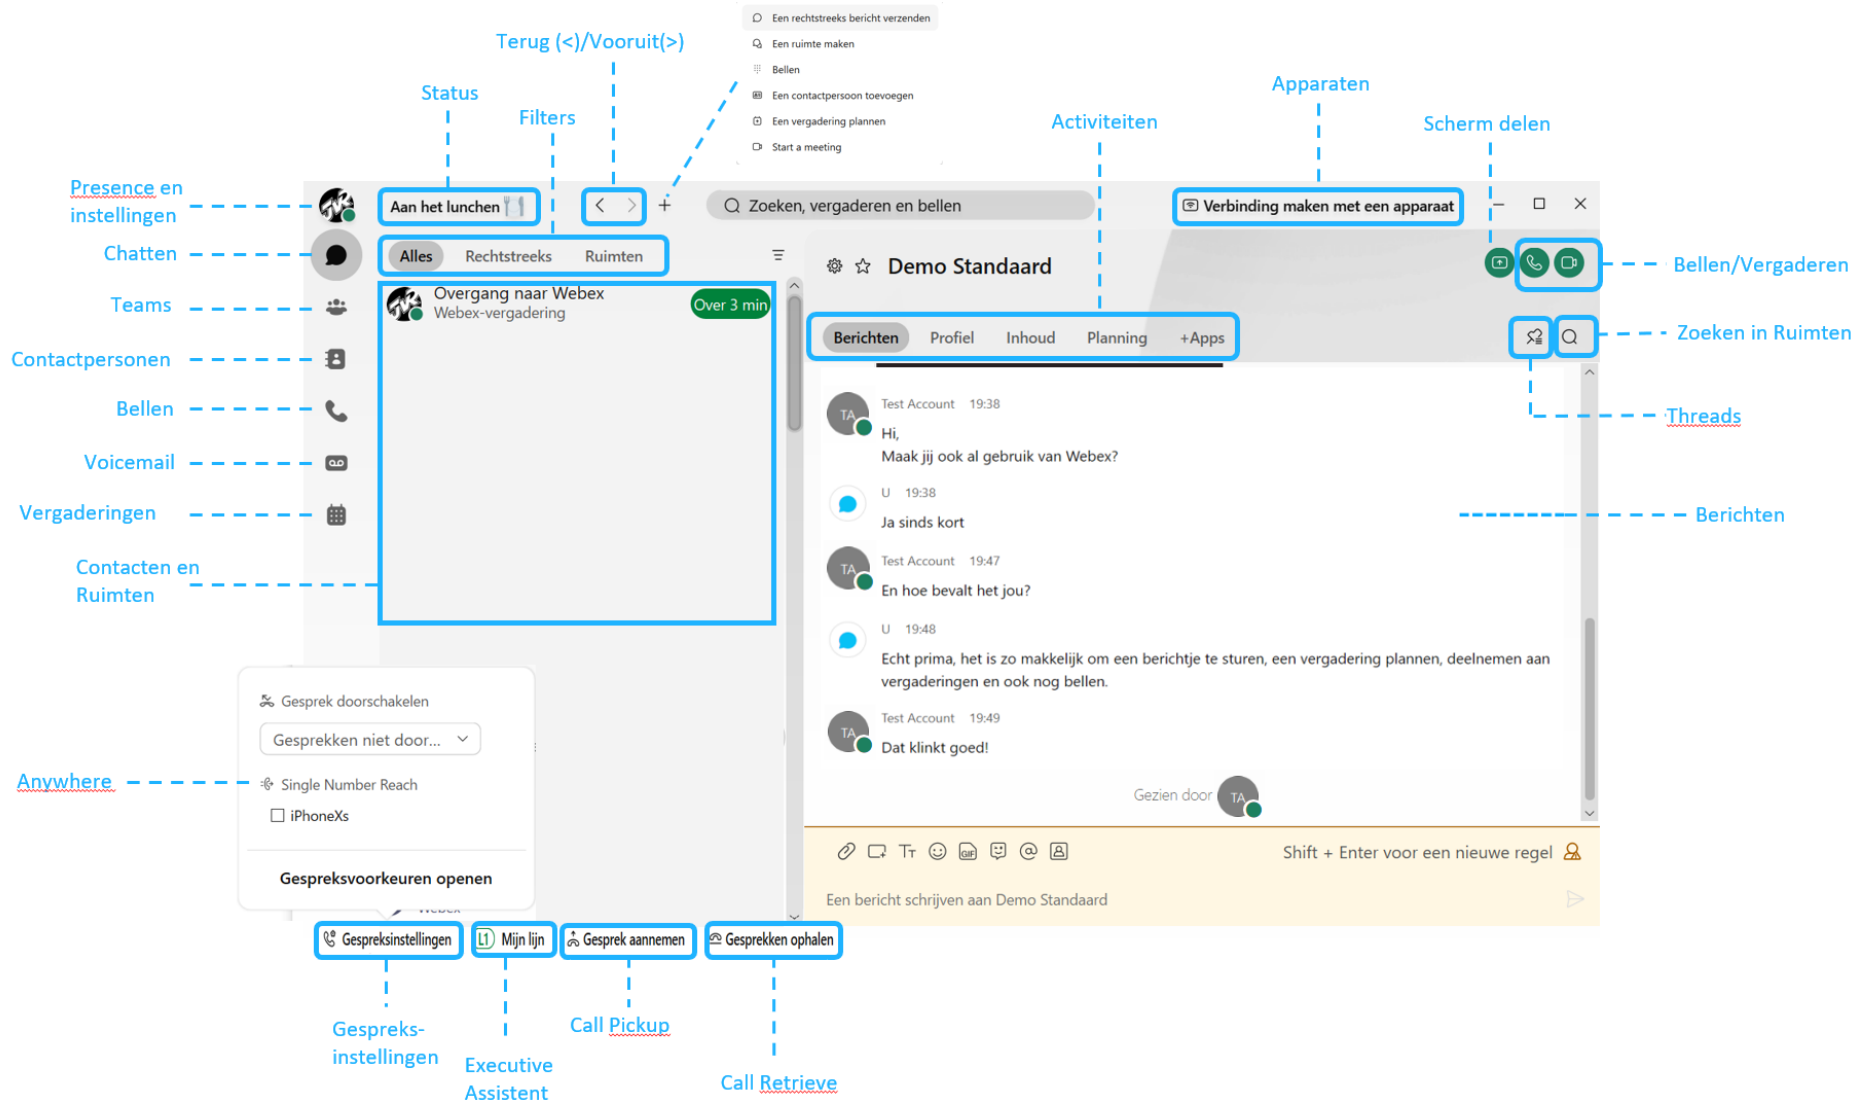 Een rechtstreeks bericht verzenden
Een ruimte maken
Bellen
Een contactpersoon toevoegen
Een vergadering plannen
Start a meeting
Terug (<)/Vooruit(>)
Status
Filters
Activiteiten
Apparaten
Scherm delen
Presence en
instellingen
Aan het lunchen
< > +
Zoeken, vergaderen en bellen
Verbinding maken met een apparaat
Chatten
Alles Rechtstreeks Ruimten
Demo Standaard
Bellen/Vergaderen
Teams
Overgang naar Webex
Webex-vergadering
Over 3 min
Berichten Profiel Inhoud Planning +Apps
Zoeken in Ruimten
Contactpersonen
Threads
Bellen
Voicemail
Vergaderingen
Contacten en
Ruimten
TA
Test Account 19:38
Hi,
Maak jij ook al gebruik van Webex?
U 19:38
Ja sinds kort
Berichten
TA
Test Account 19:47
En hoe bevalt het jou?
U 19:48
Echt prima, het is zo makkelijk om een berichtje te sturen, een vergadering plannen, deelnemen aan
vergaderingen en ook nog bellen.
TA
Test Account 19:49
Dat klinkt goed!
Gezien door TA
Gesprek doorschakelen
Gesprekken niet door...
Anywhere
Single Number Reach
iPhoneXs
Gespreksvoorkeuren openen
GIF
Shift + Enter voor een nieuwe regel
Een bericht schrijven aan Demo Standaard
Gespreksinstellingen
L1 Mijn lijn
Gesprek aannemen
Gesprekken ophalen
Gespreks-
instellingen
Executive
Assistent
Call Pickup
Call Retrieve